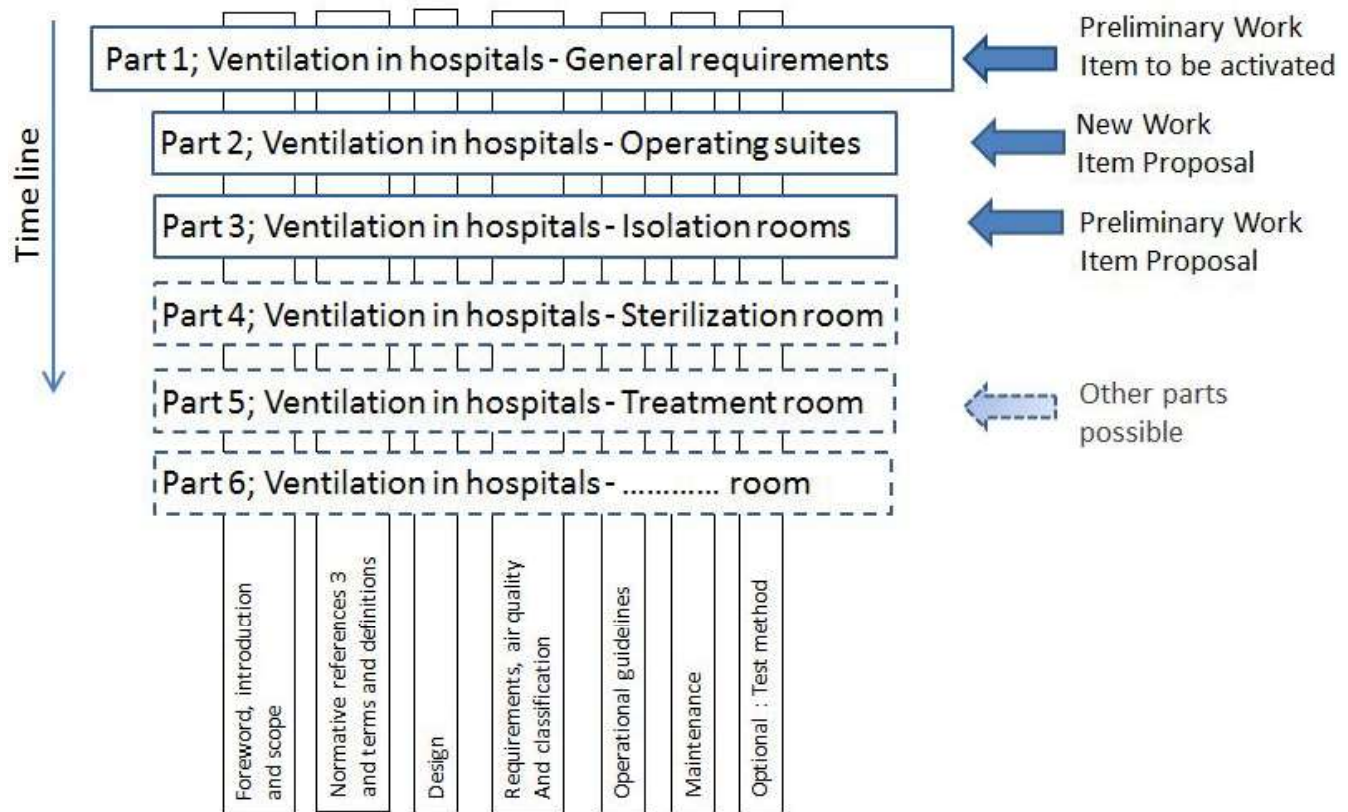 Time line
Part 1; Ventilation in hospitals - General requirements
Preliminary Work
Item to be activated
Part 2; Ventilation in hospitals - Operating suites
New Work
Item Proposal
Part 3; Ventilation in hospitals - Isolation rooms
Preliminary Work
Item Proposal
Part 4; Ventilation in hospitals - Sterilization room
Part 5; Ventilation in hospitals - Treatment room
Other parts
possible
Part 6; Ventilation in hospitals - ............ room
Foreword, introduction
and scope
Normative references 3
and terms and definitions
Design
Requirements, air quality
And classification
Operational guidelines
Maintenance
Optional : Test method